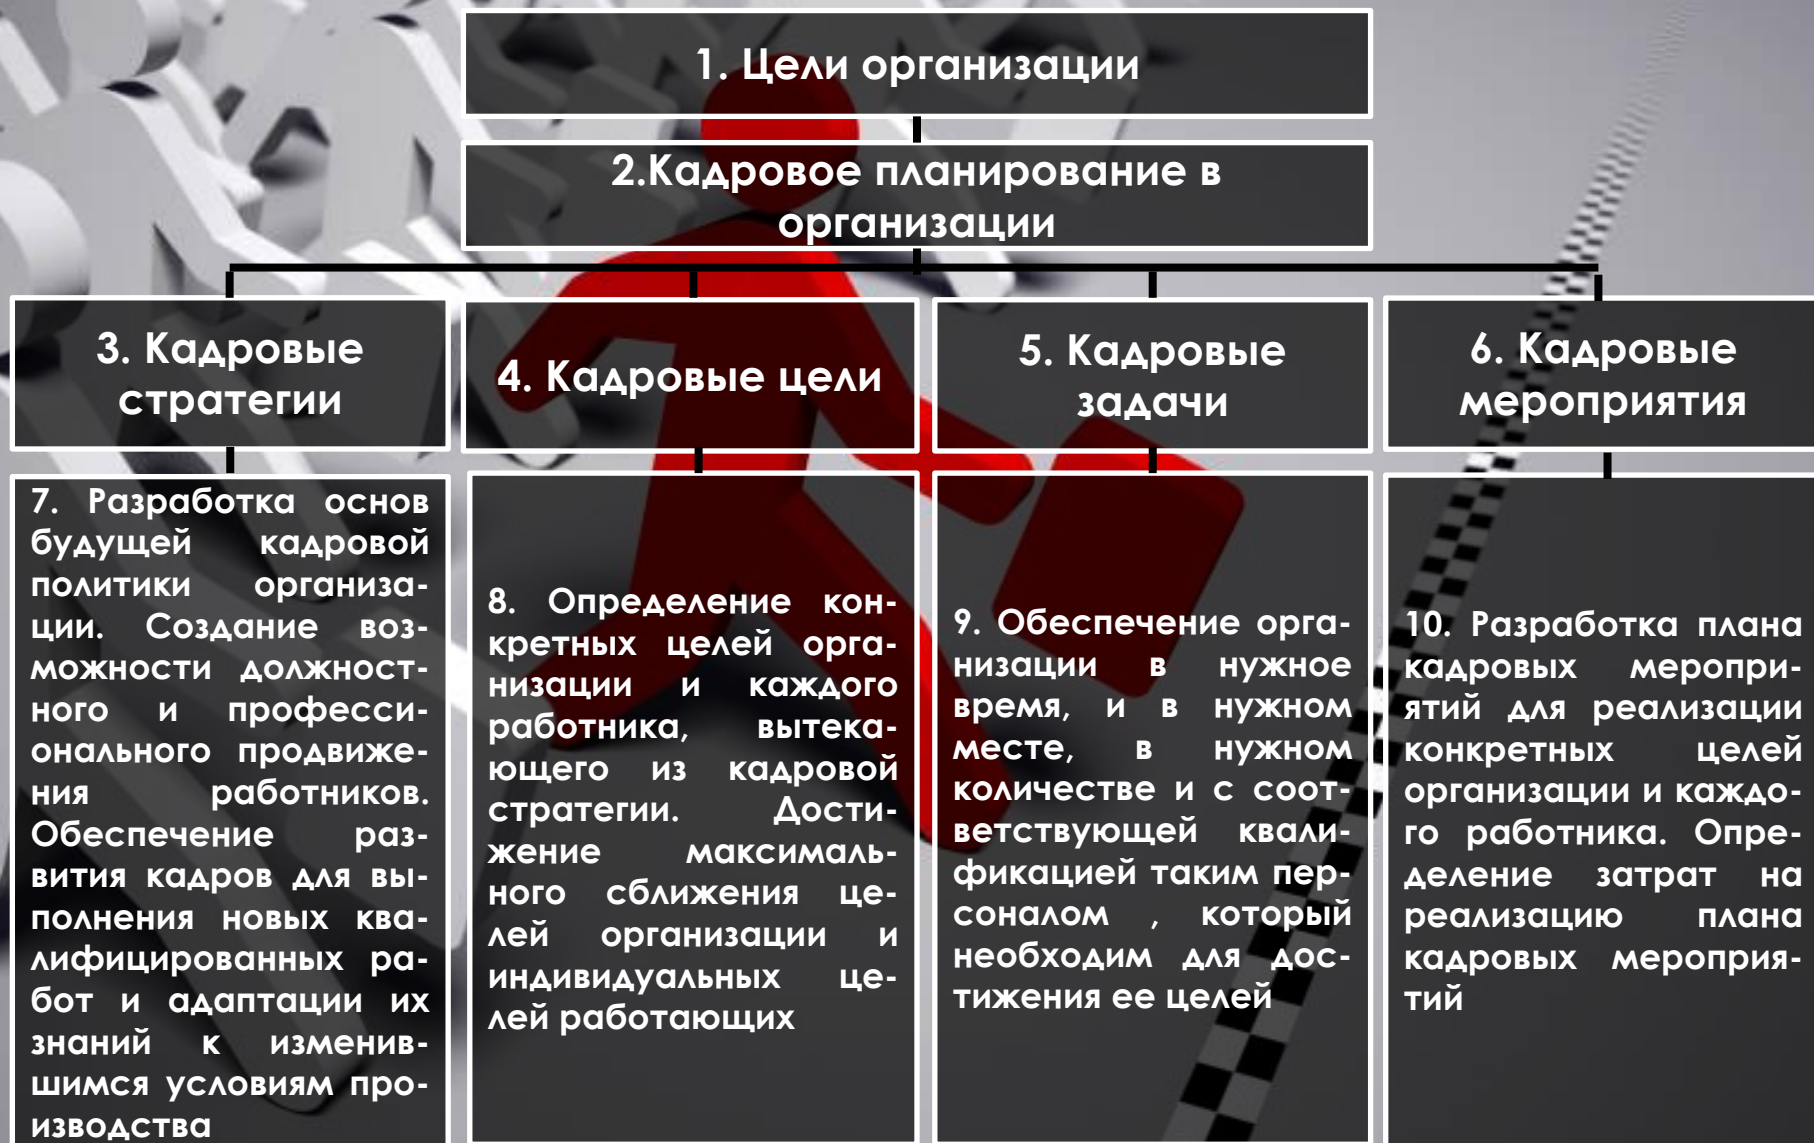 1. Цели организации
2.Кадровое планирование в
организации
3. Кадровые
стратегии
4. Кадровые цели
5. Кадровые
задачи
6. Кадровые
мероприятия
7. Разработка основ
будущей кадровой
политики организа-
ции. Создание воз-
можности должност-
ного и професси-
онального продвиже-
ния работников.
Обеспечение раз-
вития кадров для вы-
полнения новых ква-
лифицированных ра-
бот и адаптации их
знаний к изменив-
шимся условиям про-
изводства
8. Определение кон-
кретных целей орга-
низации и каждого
работника, вытека-
ющего из кадровой
стратегии. Дости-
жение максималь-
ного сближения це-
лей организации и
индивидуальных це-
лей работающих
9. Обеспечение орга-
низации в нужное
время, и в нужном
месте, в нужном
количестве и с соот-
ветствующей квали-
фикацией таким пер-
соналом , который
необходим для дос-
тижения ее целей
10. Разработка плана
кадровых меропри-
ятий для реализации
конкретных целей
организации и каждо-
го работника. Опре-
деление затрат на
реализацию плана
кадровых мероприя-
тий